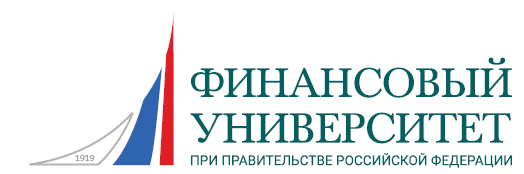 ФИНАНСОВЫЙ
УНИВЕРСИТЕТ
ПРИ ПРАВИТЕЛЬСТВЕ РОССИЙСКОЙ ФЕДЕРАЦИИ
1919